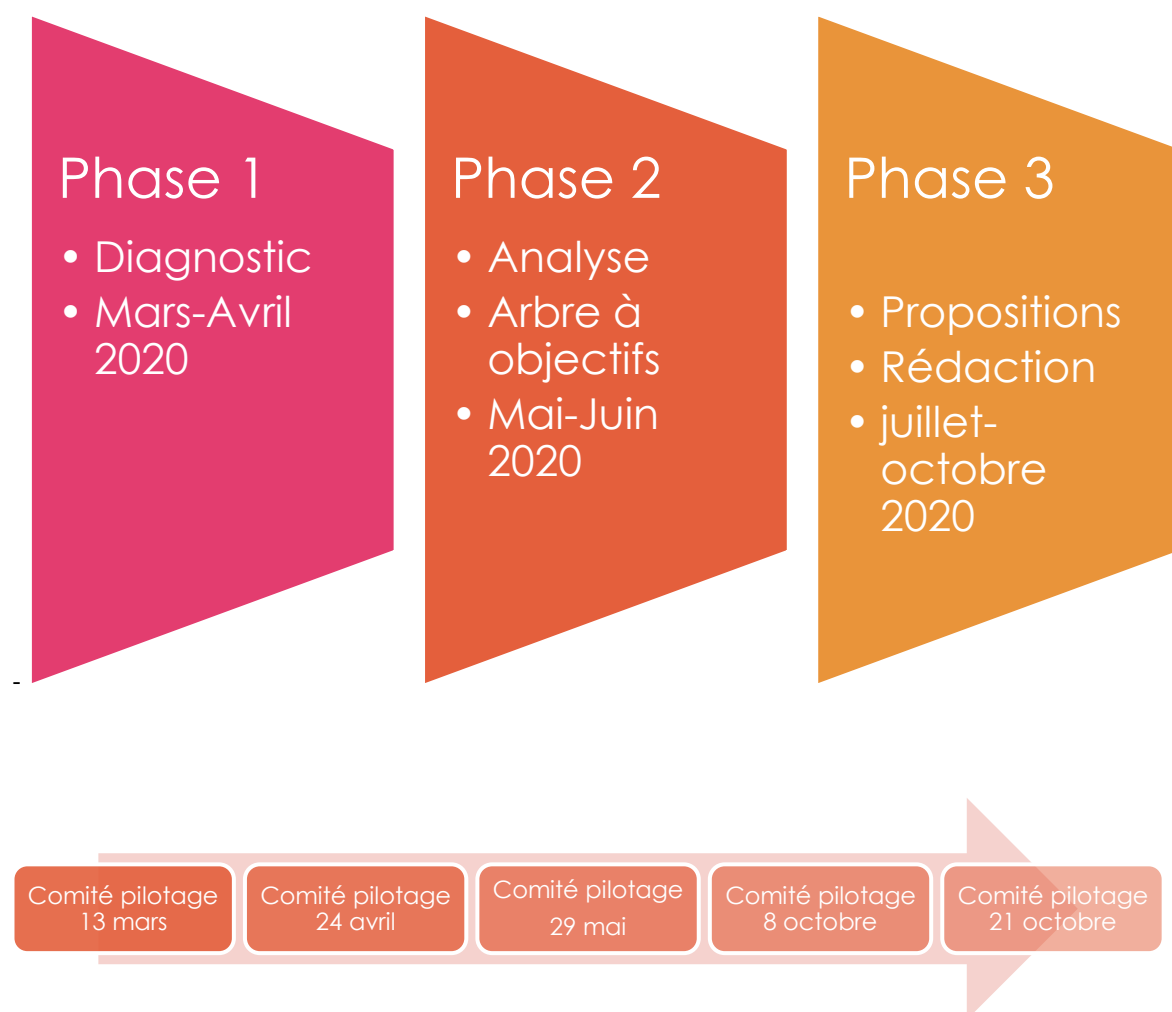 Phase 1
• Diagnostic
• Mars-Avril
2020
Phase 2
• Analyse
• Arbre à
objectifs
• Mai-Juin
2020
Phase 3
• Propositions
• Rédaction
• juillet-
octobre
2020
-
Comité pilotage
13 mars
Comité pilotage
24 avril
Comité pilotage
29 mai
Comité pilotage
8 octobre
Comité pilotage
21 octobre